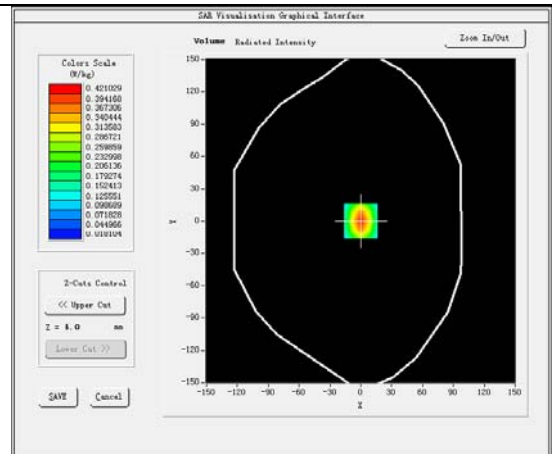 SAR Visualisation Graphical Interface
Volume Radiated Intensity
Zoom In/Out
Colors Scale
(W/kg)
0.421029
0.394168
0.367306
0.340444
0.313583
0.286721
0.259859
0.232998
0.206136
0.179274
0.152413
0.125551
0.098689
0.071828
0.044966
0.018104
150
120
90
60
30
0
-30
-60
-90
-120
-150
Y
-150 -120 -90 -60 -30 0 30 60 90 120 150
X
Z-Cuts Control
<< Upper Cut
Z = 4.0 mm
Lower Cut >>
SAVE
Cancel